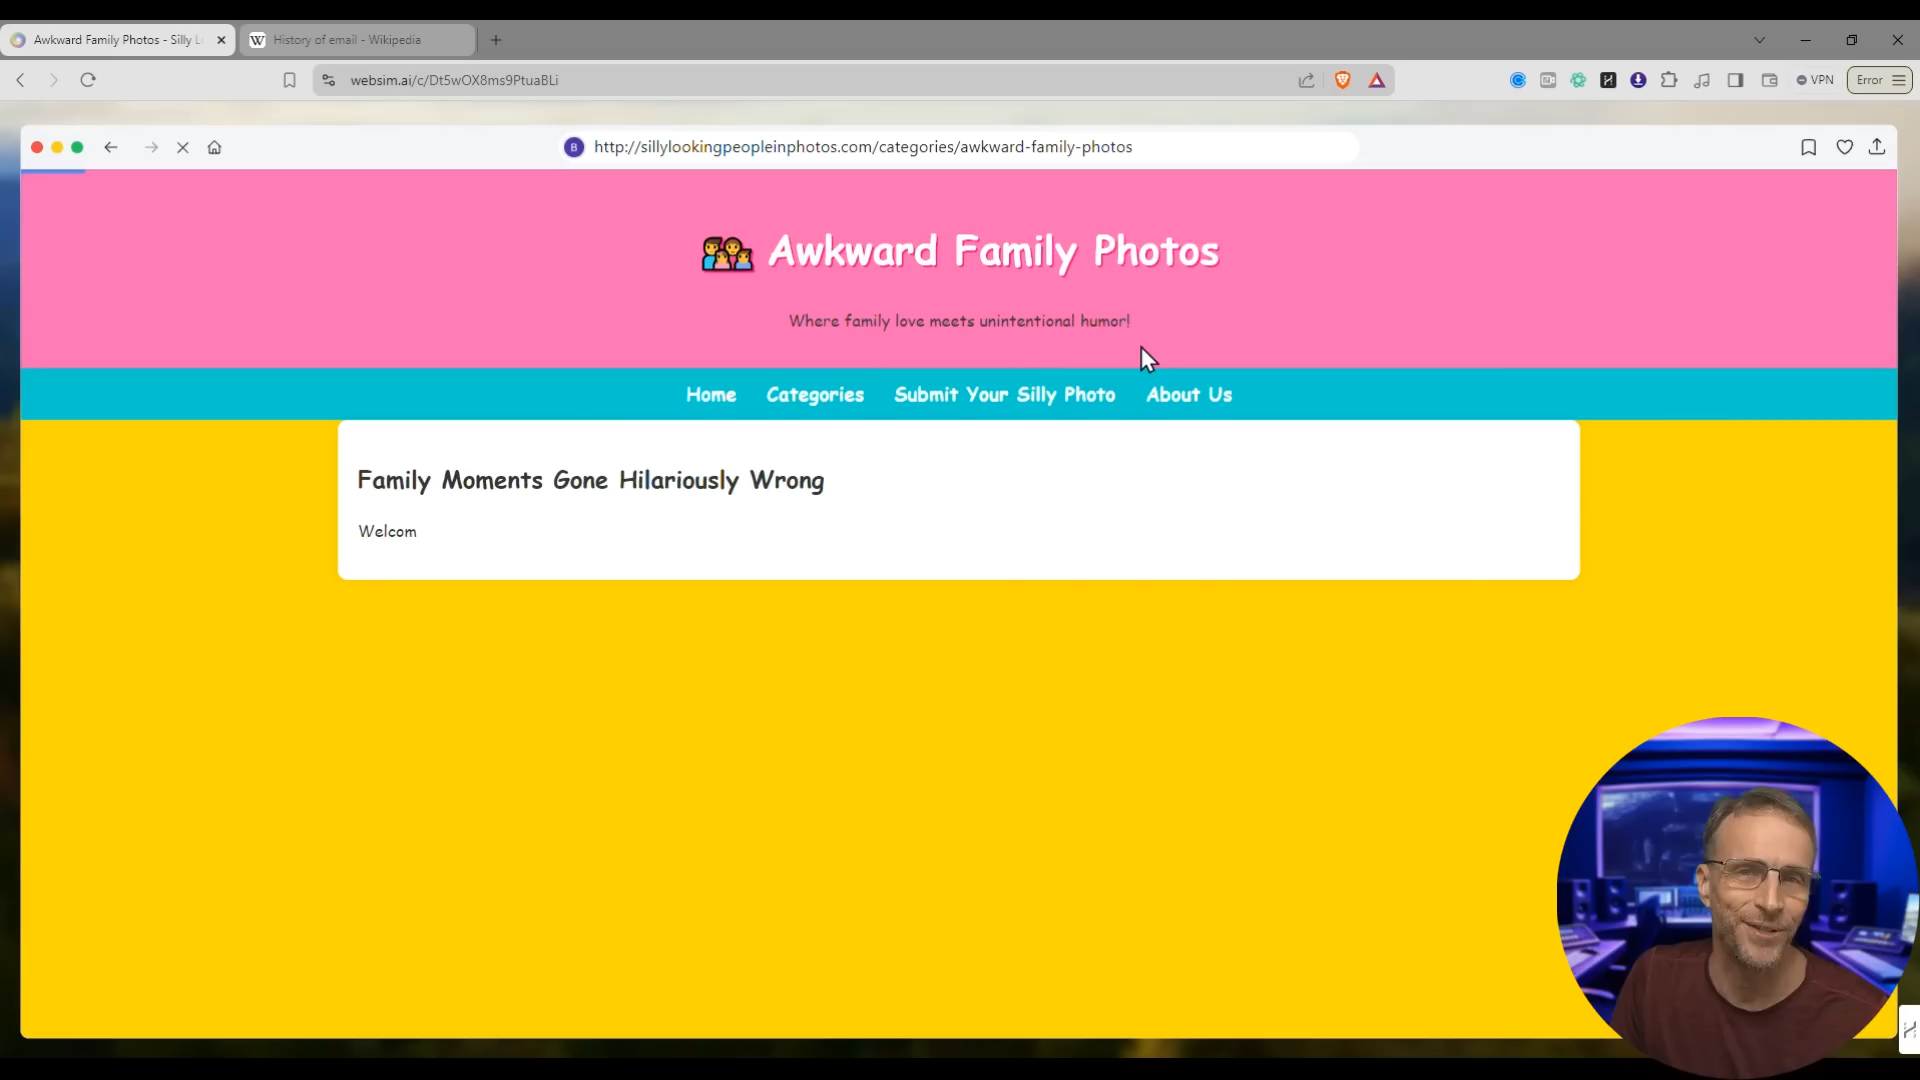 Awkward Family Photos - Silly L
History of email - Wikipedia
websim.ai/c/Dt5wOX8ms9PtuaBLi
VPN
Error
http://sillylookingpeopleinphotos.com/categories/awkward-family-photos
Awkward Family Photos
Where family love meets unintentional humor!
Home Categories Submit Your Silly Photo About Us
Family Moments Gone Hilariously Wrong
Welcom